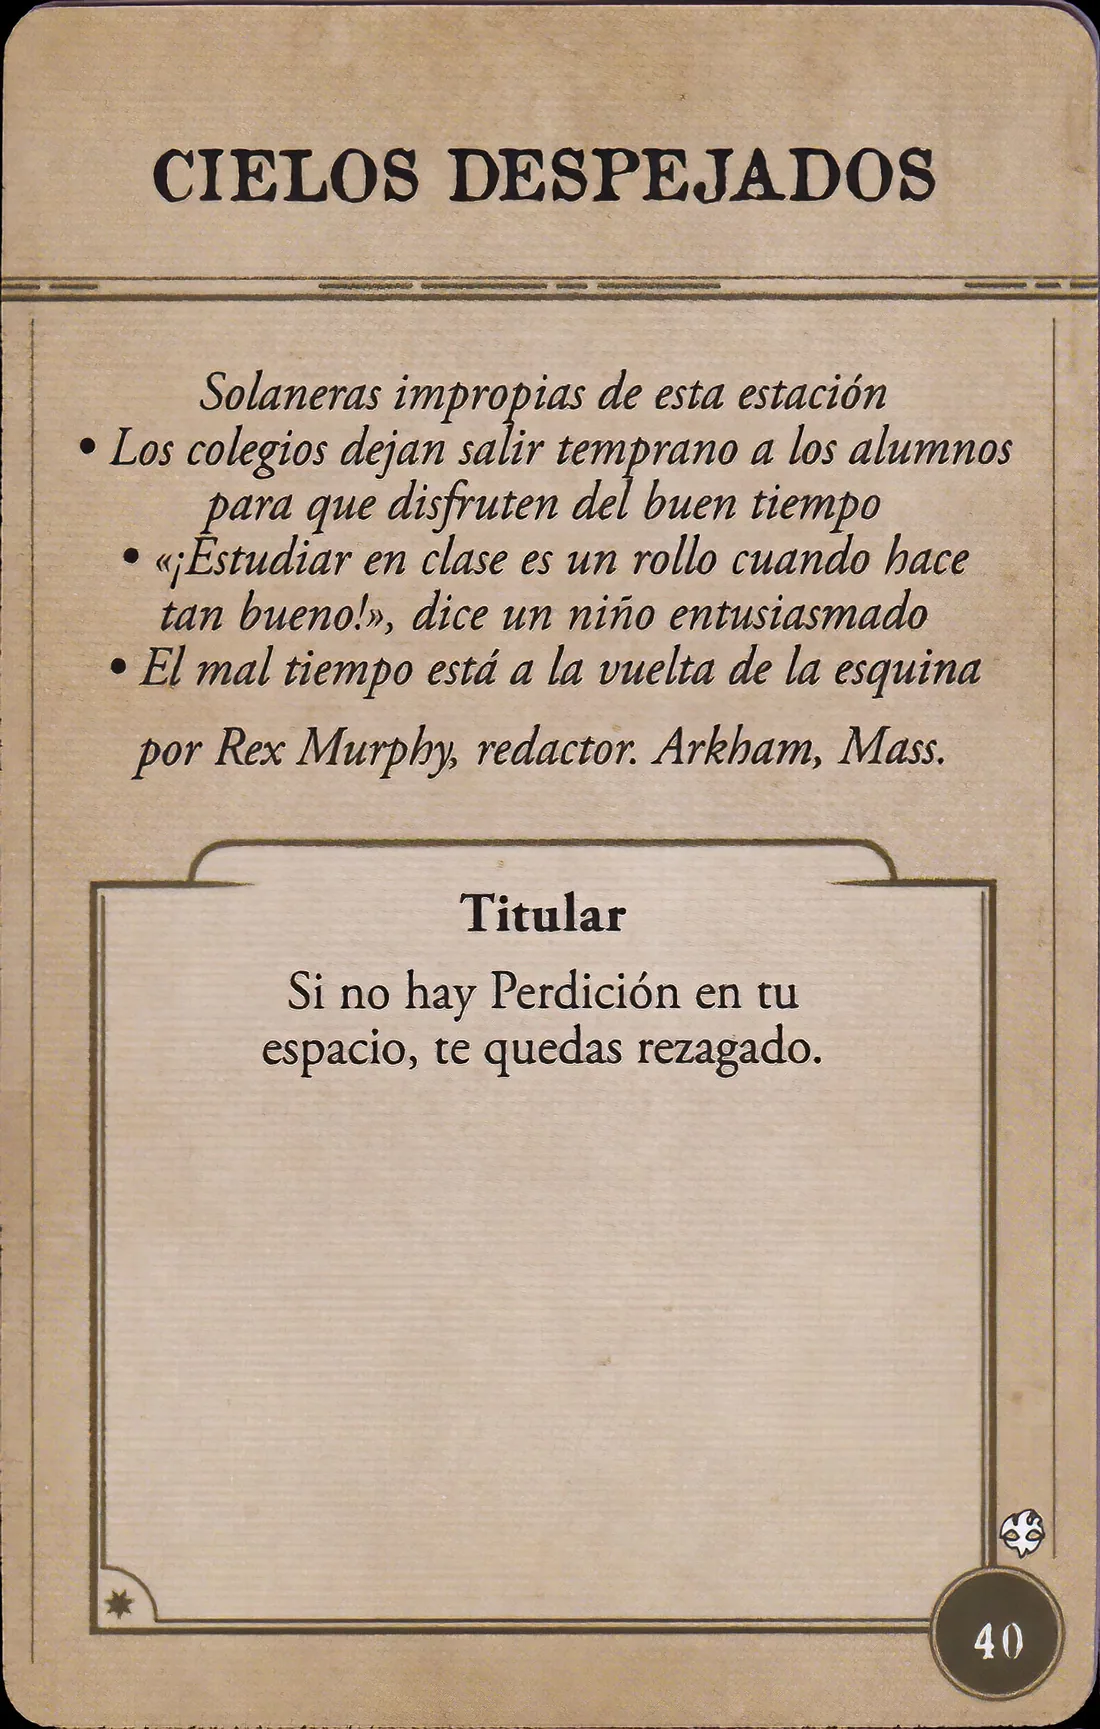 CIELOS DESPEJADOS
Solaneras impropias de esta estación
• Los colegios dejan salir temprano a los alumnos
para que disfruten del buen tiempo
• «¡Estudiar en clase es un rollo cuando hace
tan bueno!», dice un niño entusiasmado
• El mal tiempo está a la vuelta de la esquina
por Rex Murphy, redactor. Arkham, Mass.
Titular
Si no hay Perdición en tu
espacio, te quedas rezagado.
40